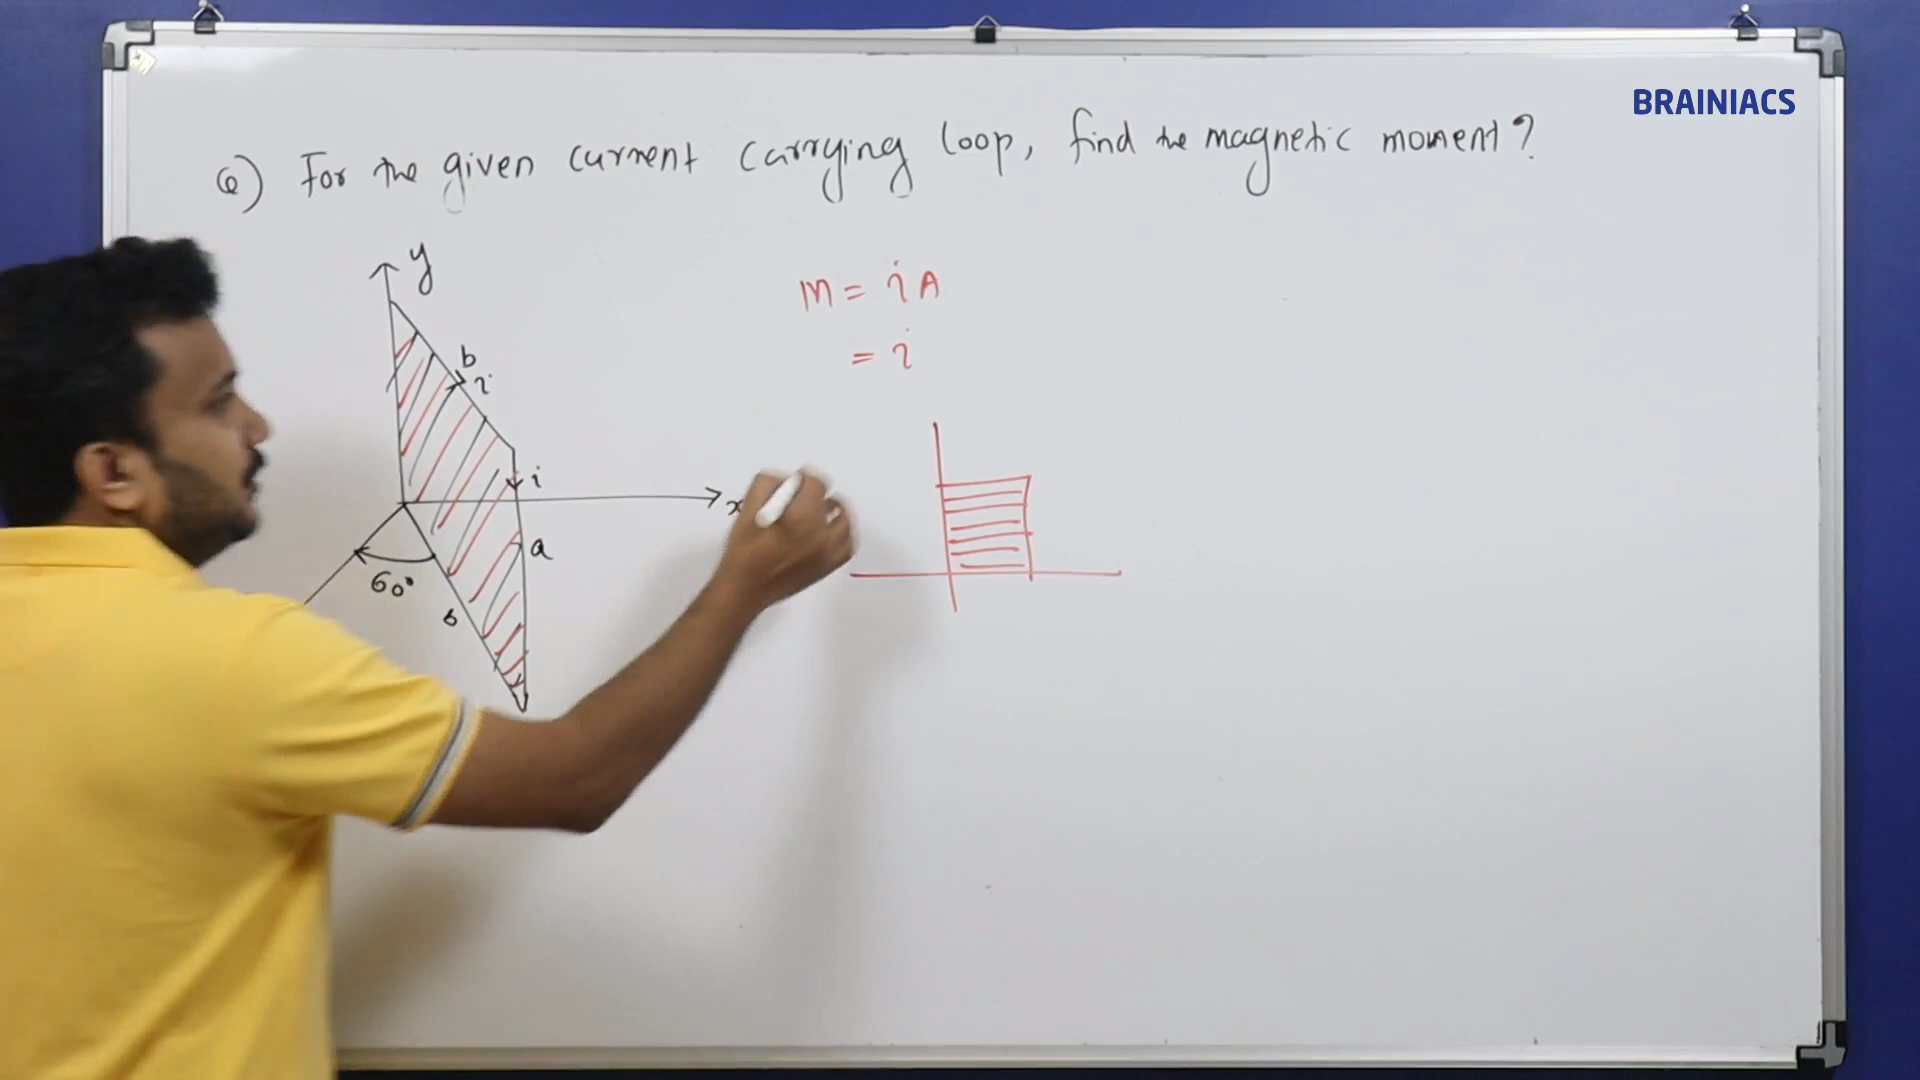 BRAINIACS
Q) For the given current carrying loop, find the magnetic moment?
y
b
i
i
x
a
60°
b
m = i A
= i